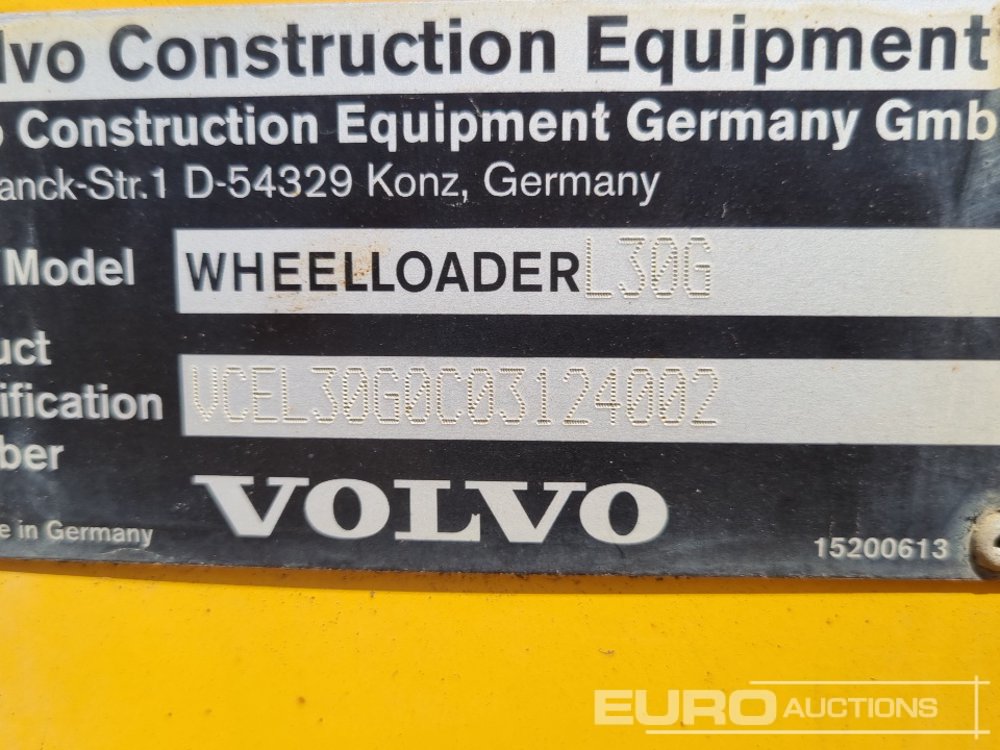 lvo Construction Equipment
o Construction Equipment Germany Gmb
anck-Str.1 D-54329 Konz, Germany
Model WHEELLOADER L30G
uct
ification VCEL30G0C03124002
ber
VOLVO
e in Germany 15200613
EURO AUCTIONS